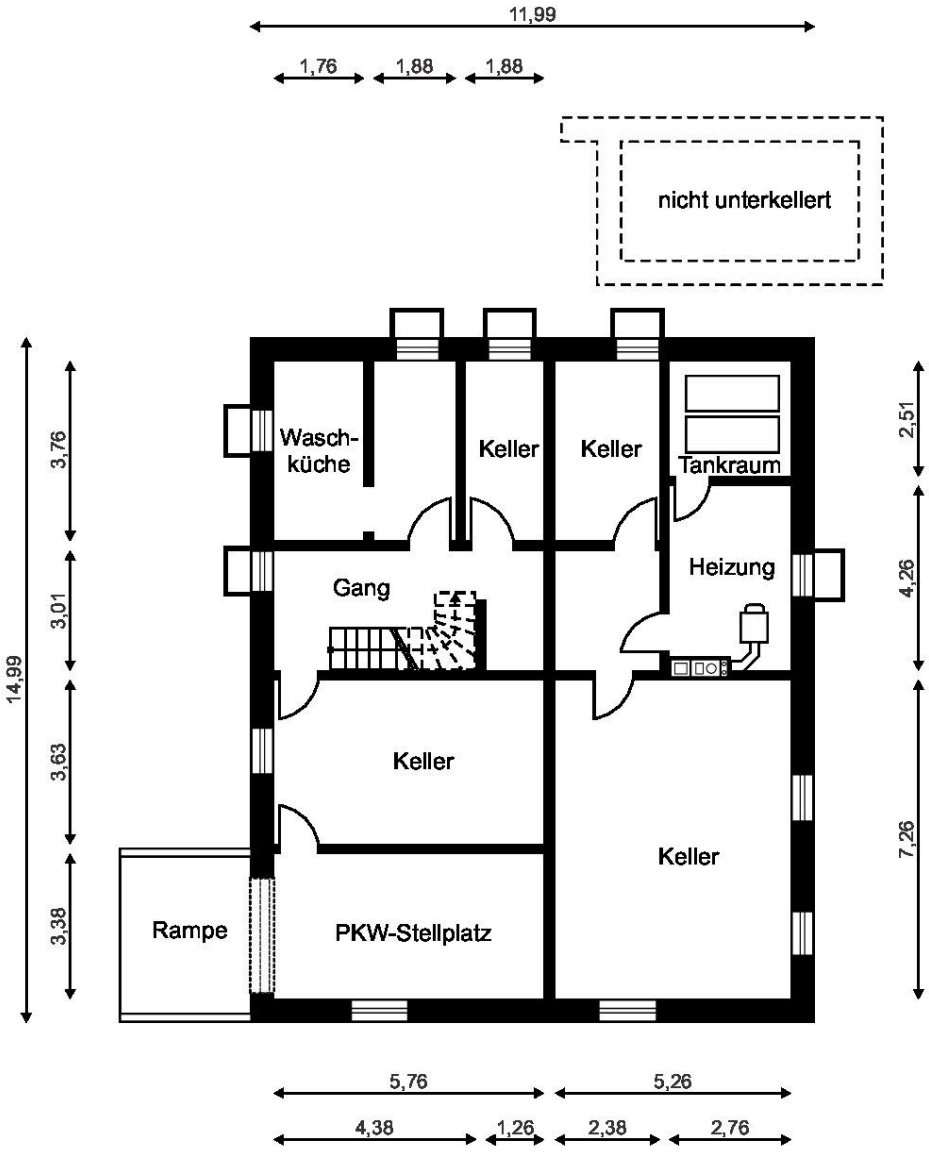 11,99
1,76
1,88
1,88
nicht unterkellert
Wasch-
küche
Keller
Keller
Tankraum
3,76
2,51
Gang
Heizung
3,01
4,26
14,99
Keller
3,63
Keller
7,26
Rampe
PKW-Stellplatz
3,38
5,76
5,26
4,38
1,26
2,38
2,76